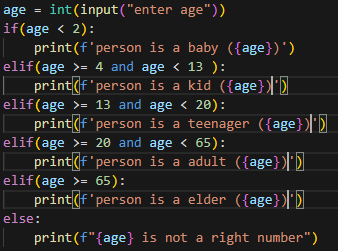 age = int(input("enter age"))
if(age < 2):
    print(f'person is a baby ({age})')
elif(age >= 4 and age < 13 ):
    print(f'person is a kid ({age})')
elif(age >= 13 and age < 20):
    print(f'person is a teenager ({age})')
elif(age >= 20 and age < 65):
    print(f'person is a adult ({age})')
elif(age >= 65):
    print(f'person is a elder ({age})')
else:
    print(f"{age} is not a right number")